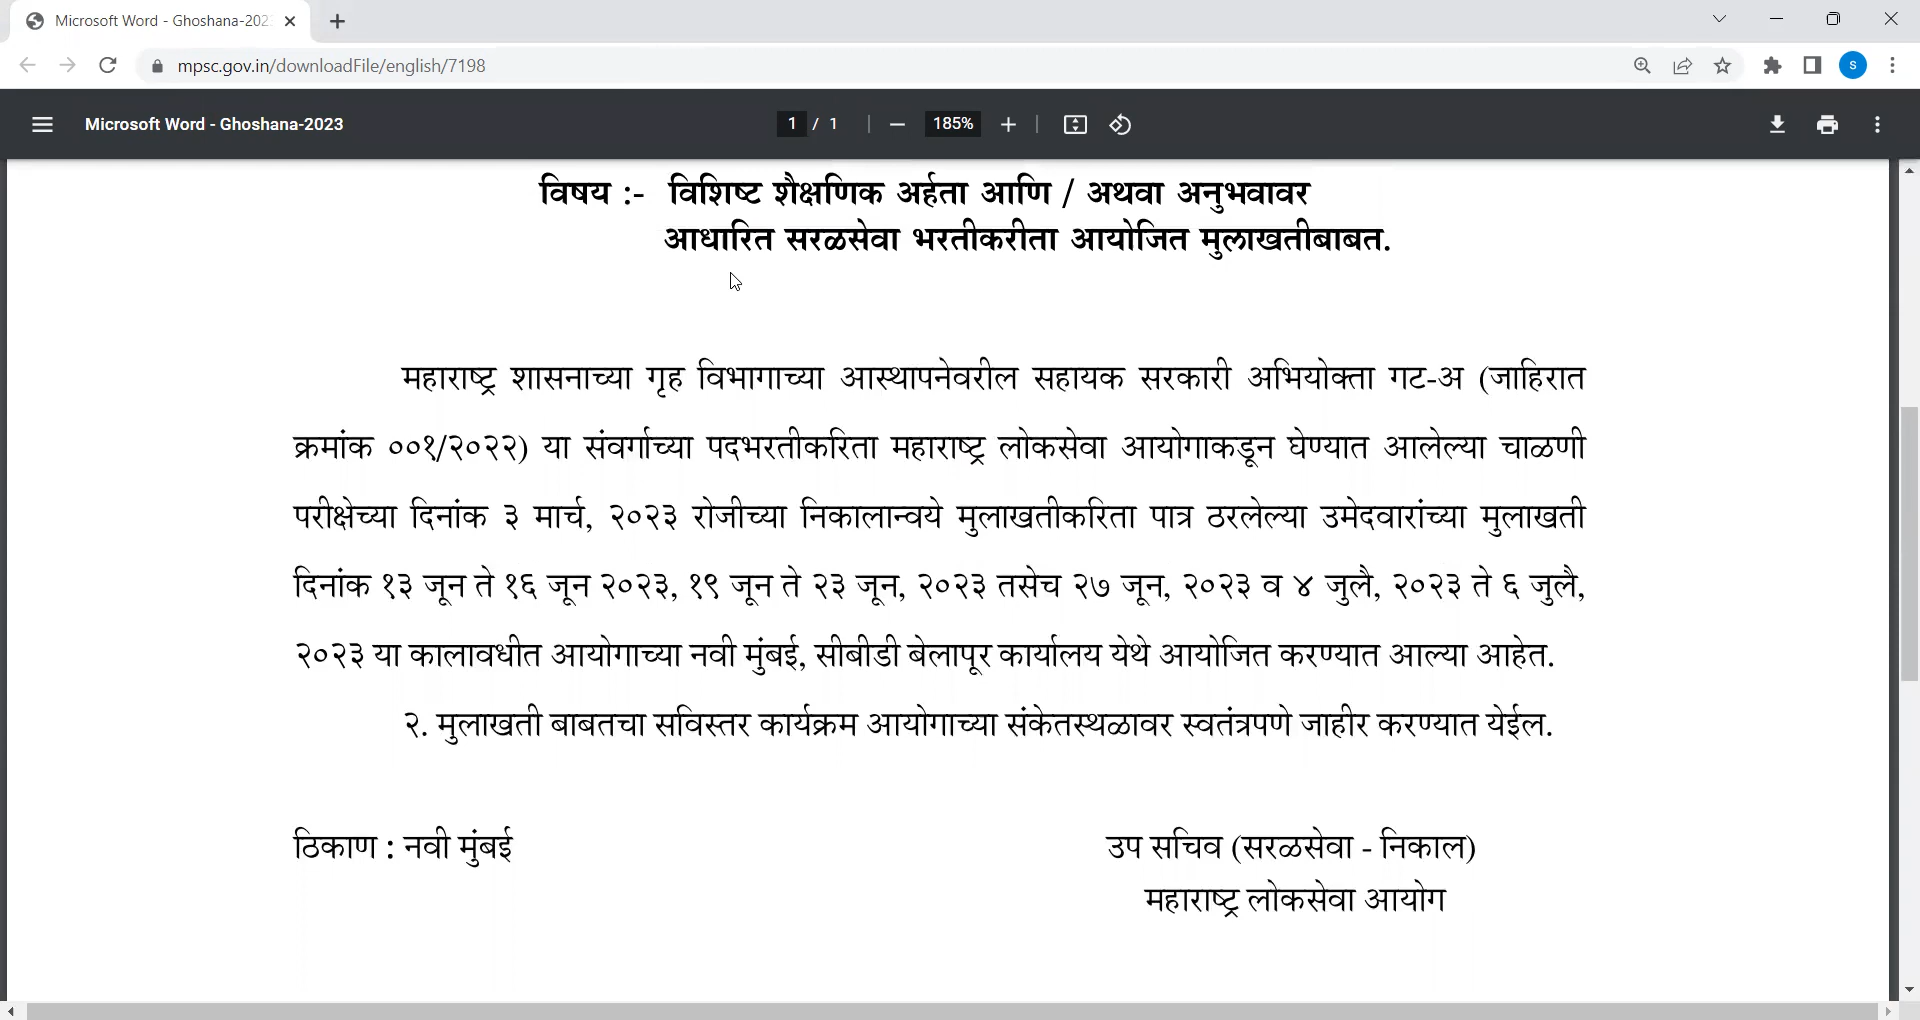 Microsoft Word - Ghoshana-202
mpsc.gov.in/downloadFile/english/7198
S
Microsoft Word - Ghoshana-2023
1 / 1
185%
विषय :- विशिष्ट शैक्षणिक अर्हता आणि / अथवा अनुभवावर
आधारित सरळसेवा भरतीकरीता आयोजित मुलाखतीबाबत.
महाराष्ट्र शासनाच्या गृह विभागाच्या आस्थापनेवरील सहायक सरकारी अभियोक्ता गट-अ (जाहिरात
क्रमांक ००१/२०२२) या संवर्गाच्या पदभरतीकरिता महाराष्ट्र लोकसेवा आयोगाकडून घेण्यात आलेल्या चाळणी
परीक्षेच्या दिनांक ३ मार्च, २०२३ रोजीच्या निकालान्वये मुलाखतीकरिता पात्र ठरलेल्या उमेदवारांच्या मुलाखती
दिनांक १३ जून ते १६ जून २०२३, १९ जून ते २३ जून, २०२३ तसेच २७ जून, २०२३ व ४ जुलै, २०२३ ते ६ जुलै,
२०२३ या कालावधीत आयोगाच्या नवी मुंबई, सीबीडी बेलापूर कार्यालय येथे आयोजित करण्यात आल्या आहेत.
२. मुलाखती बाबतचा सविस्तर कार्यक्रम आयोगाच्या संकेतस्थळावर स्वतंत्रपणे जाहीर करण्यात येईल.
ठिकाण : नवी मुंबई
उप सचिव (सरळसेवा - निकाल)
महाराष्ट्र लोकसेवा आयोग